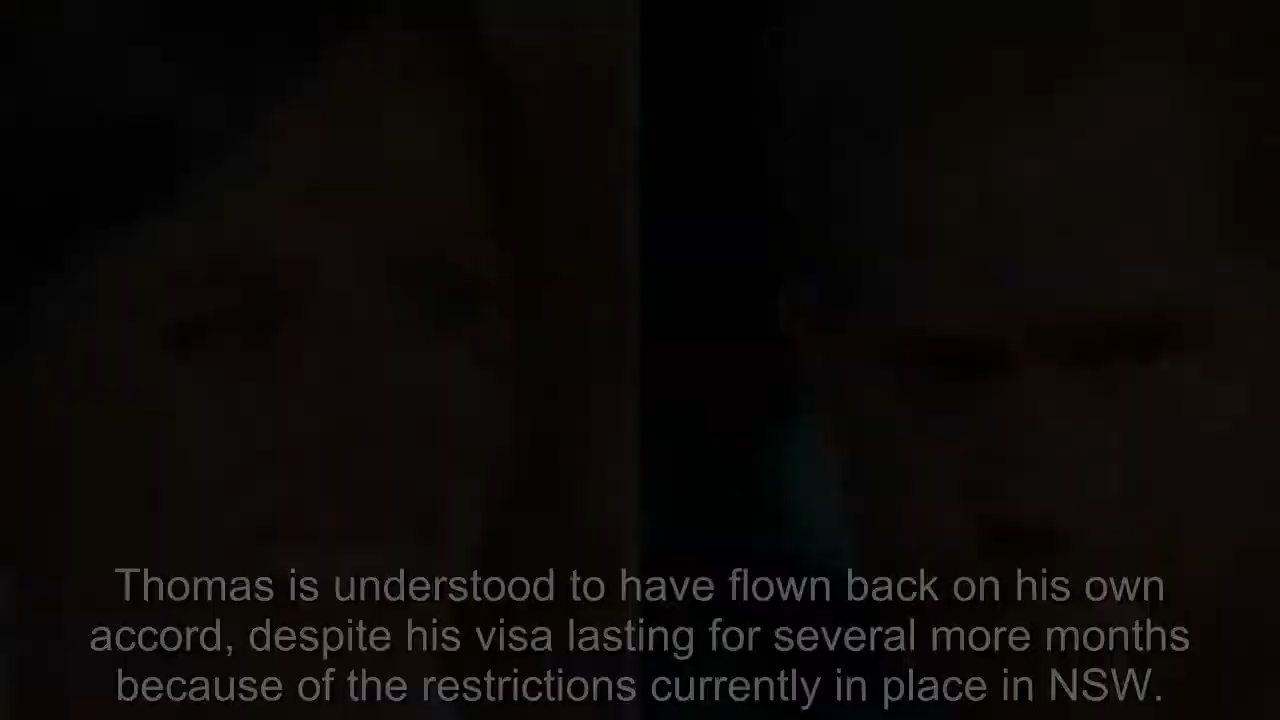 Thomas is understood to have flown back on his own
accord, despite his visa lasting for several more months
because of the restrictions currently in place in NSW.